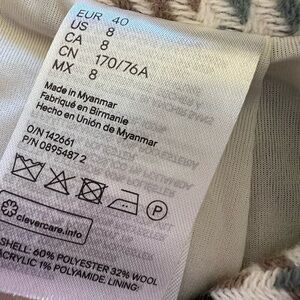 EUR 40
US 8
CA 8
CN 170/76A
MX 8
Made in Myanmar
Fabriqué en Birmanie
Hecho en Unión de Myanmar
O/N 142661
P/N 0895487 2
P
clevercare.info
SHELL: 60% POLYESTER 32% WOOL
ACRYLIC 1% POLYAMIDE. LINING: